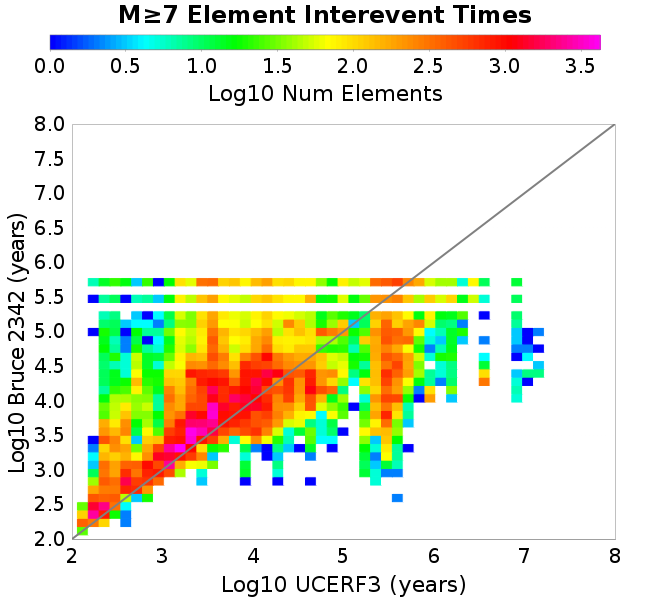 M≥7 Element Interevent Times
0.0 0.5 1.0 1.5 2.0 2.5 3.0 3.5
Log10 Num Elements
8.0
7.5
7.0
6.5
6.0
5.5
5.0
4.5
4.0
3.5
3.0
2.5
2.0
Log10 Bruce 2342 (years)
2 3 4 5 6 7 8
Log10 UCERF3 (years)